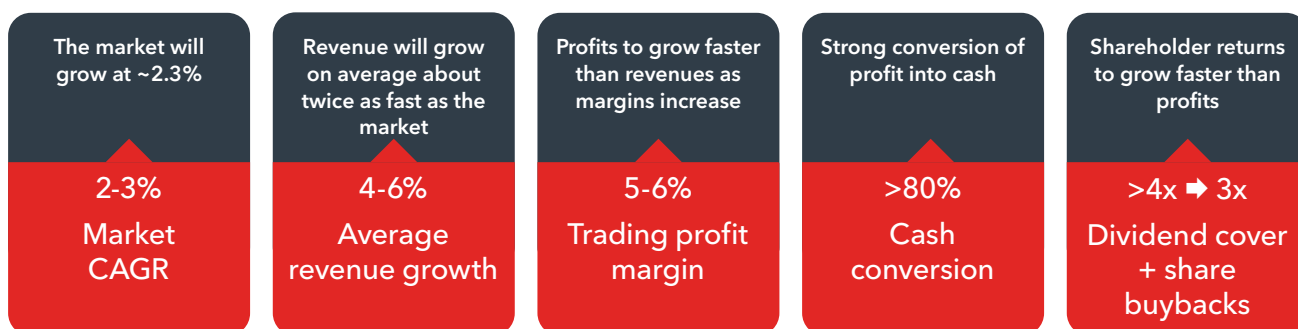 The market will
grow at ~2.3%
2-3%
Market
CAGR
Revenue will grow
on average about
twice as fast as the
market
4-6%
Average
revenue growth
Profits to grow faster
than revenues as
margins increase
5-6%
Trading profit
margin
Strong conversion of
profit into cash
>80%
Cash
conversion
Shareholder returns
to grow faster than
profits
>4x ➡ 3x
Dividend cover
+ share
buybacks